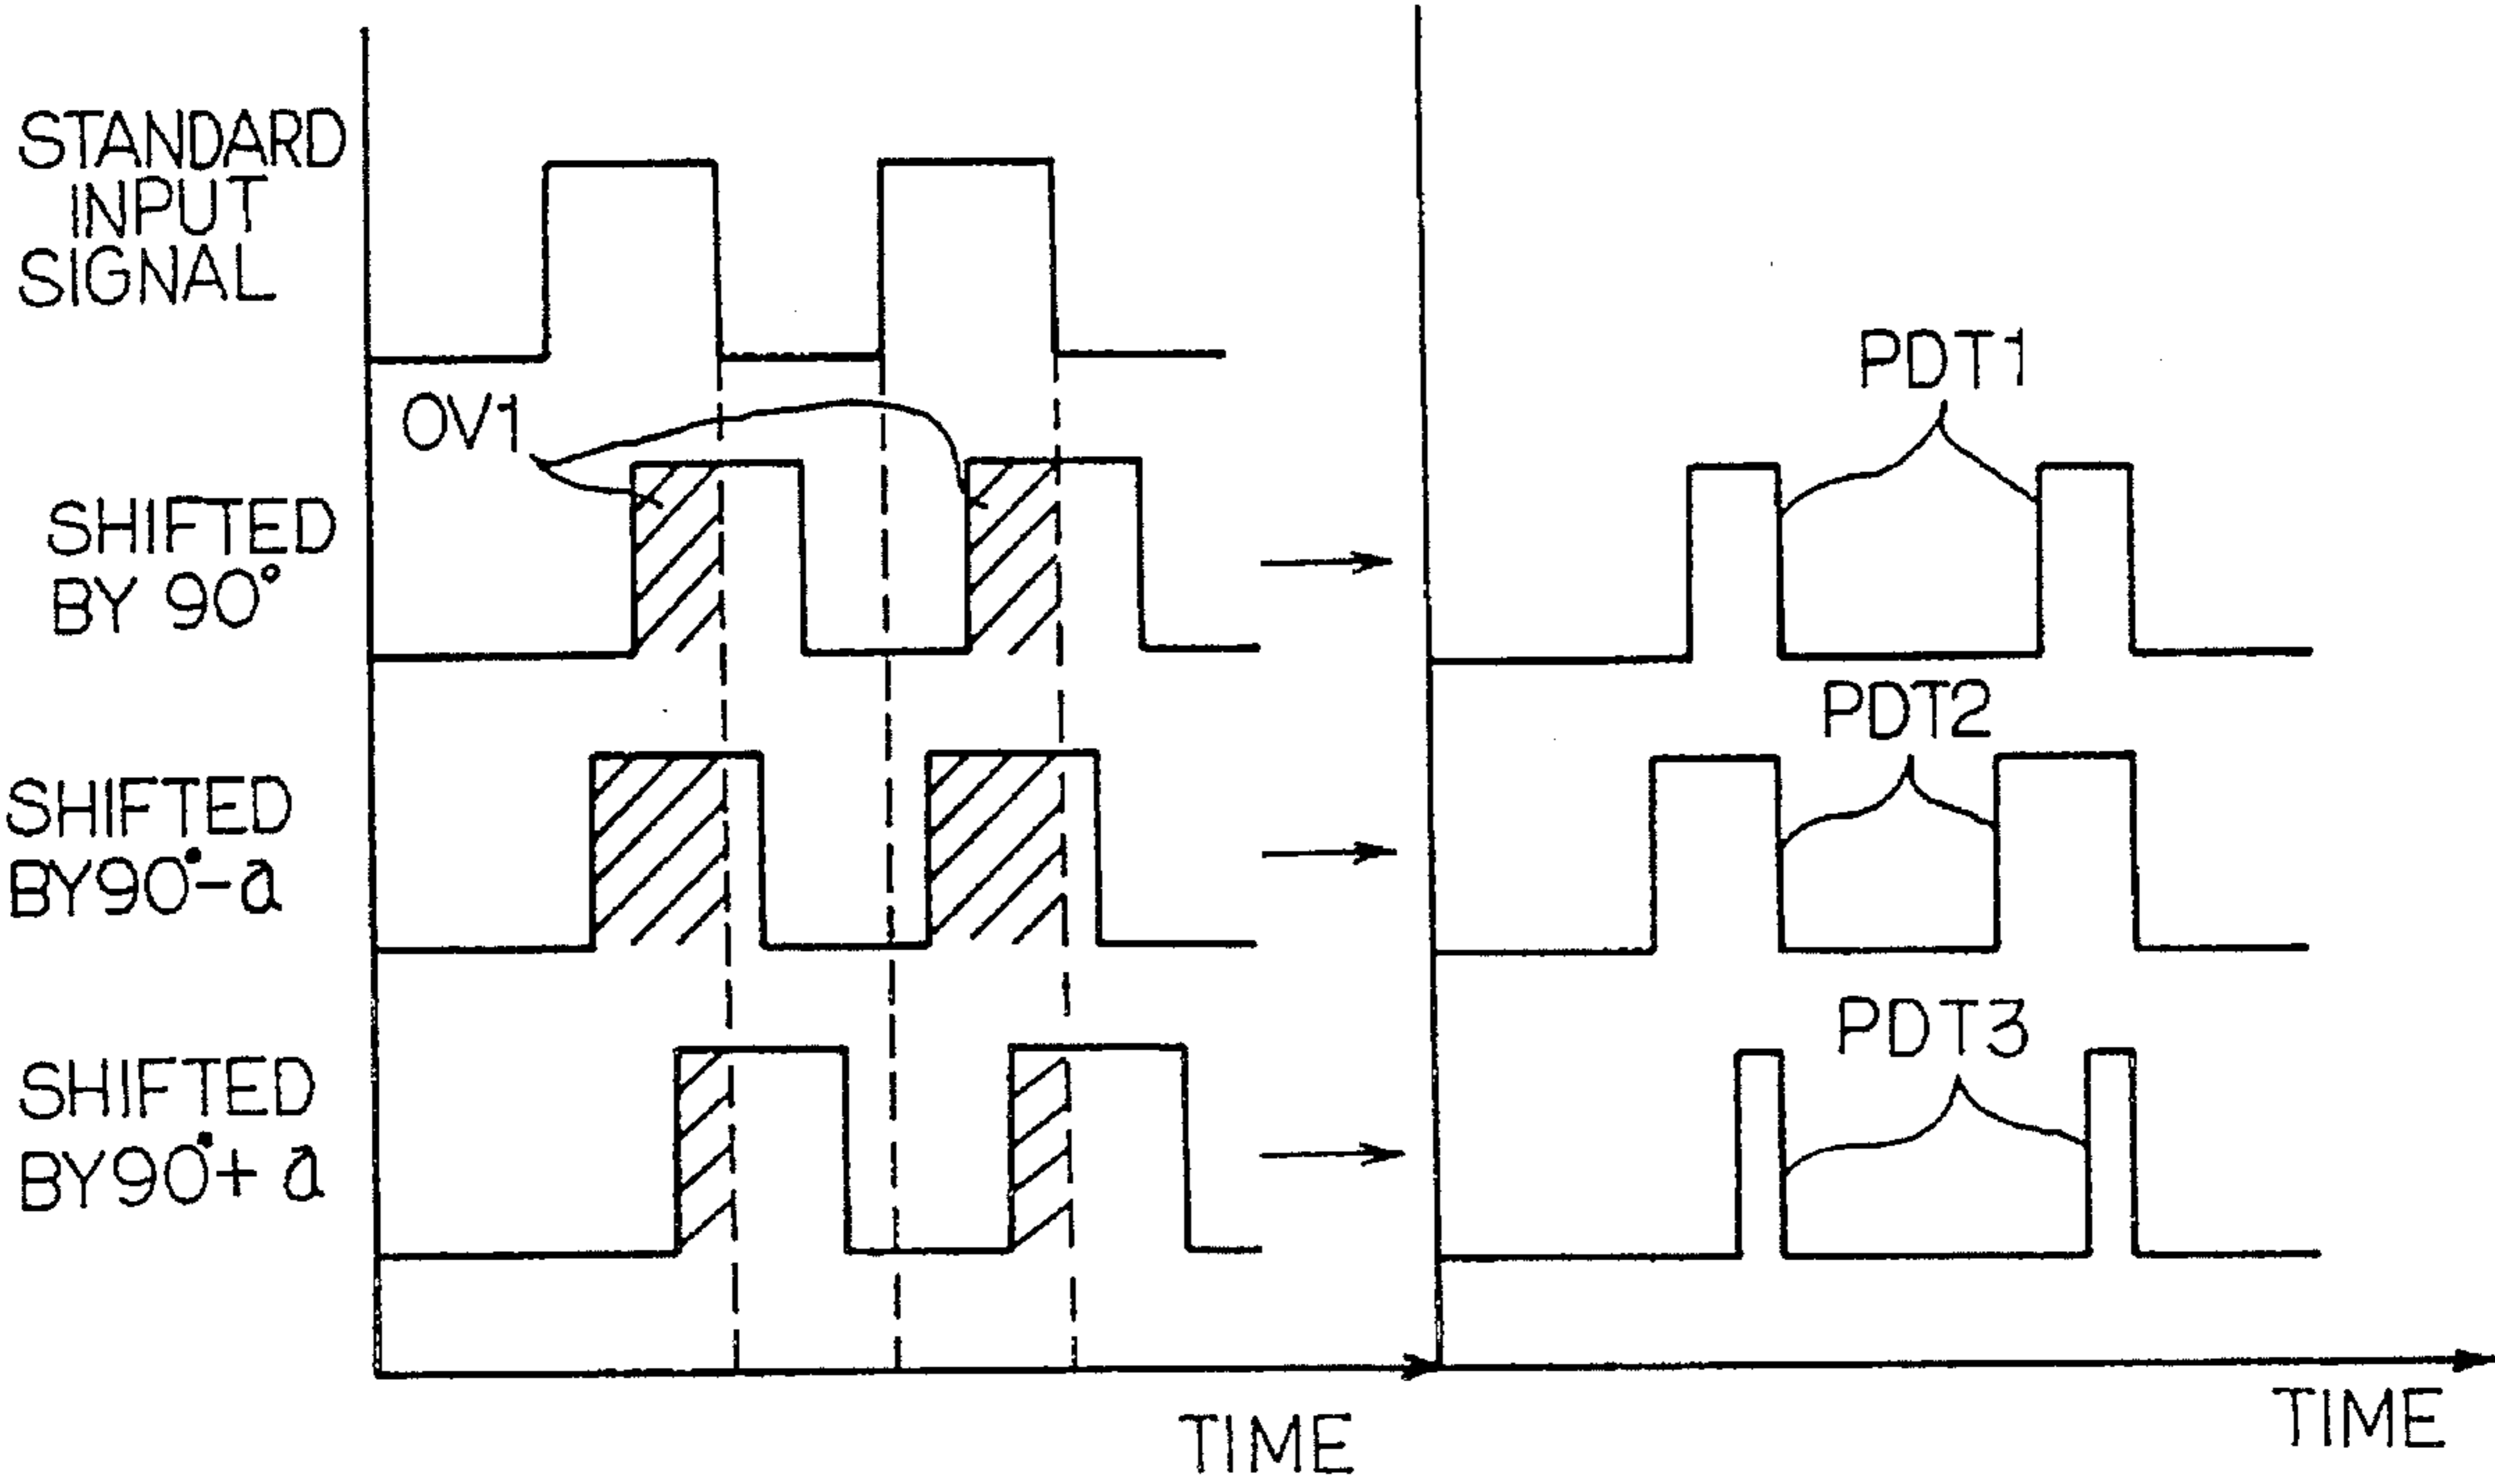 STANDARD
INPUT
SIGNAL
OV1
PDT1
SHIFTED
BY 90°
PDT2
SHIFTED
BY90°-a
PDT3
SHIFTED
BY90°+a
TIME
TIME